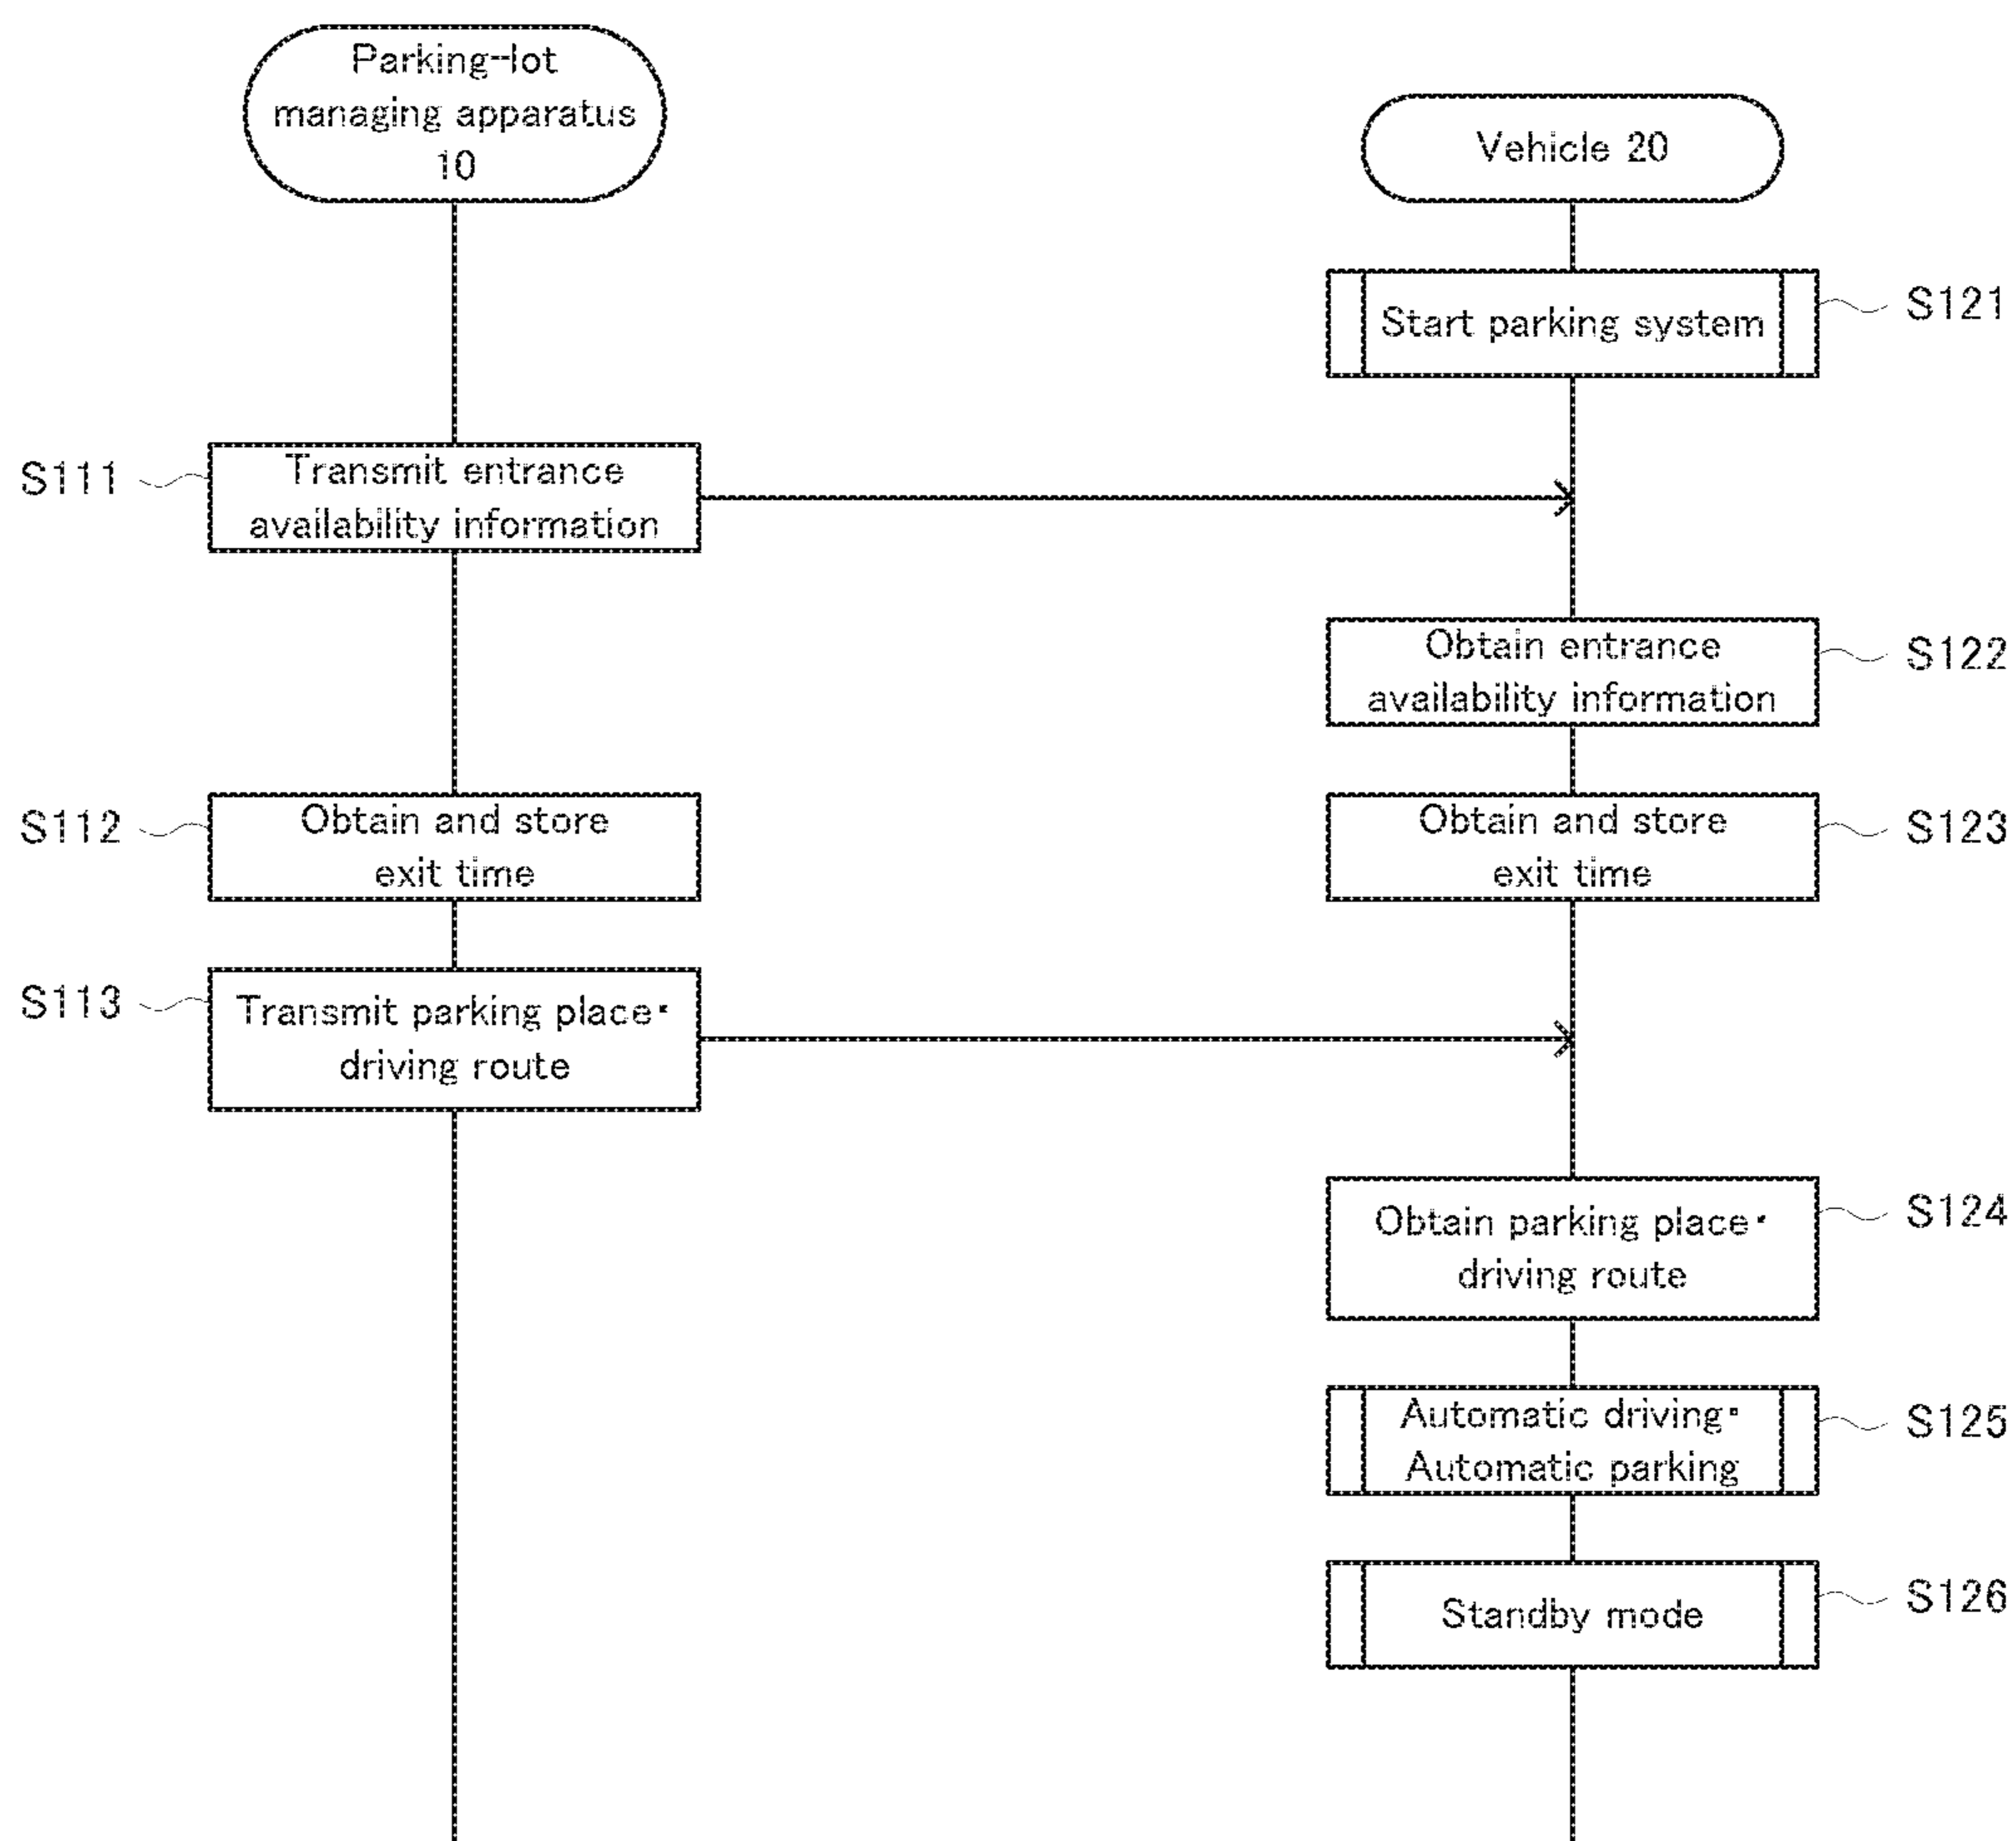 Parking-lot
managing apparatus
10
Vehicle 20
Start parking system
S121
S111
Transmit entrance
availability information
Obtain entrance
availability information
S122
S112
Obtain and store
exit time
Obtain and store
exit time
S123
S113
Transmit parking place・
driving route
Obtain parking place・
driving route
S124
Automatic driving・
Automatic parking
S125
Standby mode
S126